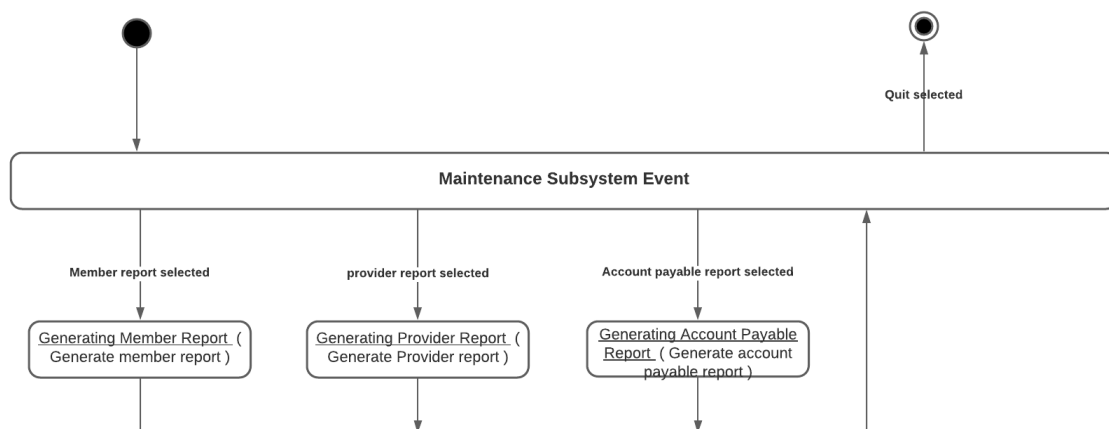 Quit selected
Maintenance Subsystem Event
Member report selected
provider report selected
Account payable report selected
Generating Member Report (
Generate member report )
Generating Provider Report (
Generate Provider report )
Generating Account Payable
Report ( Generate account
payable report )